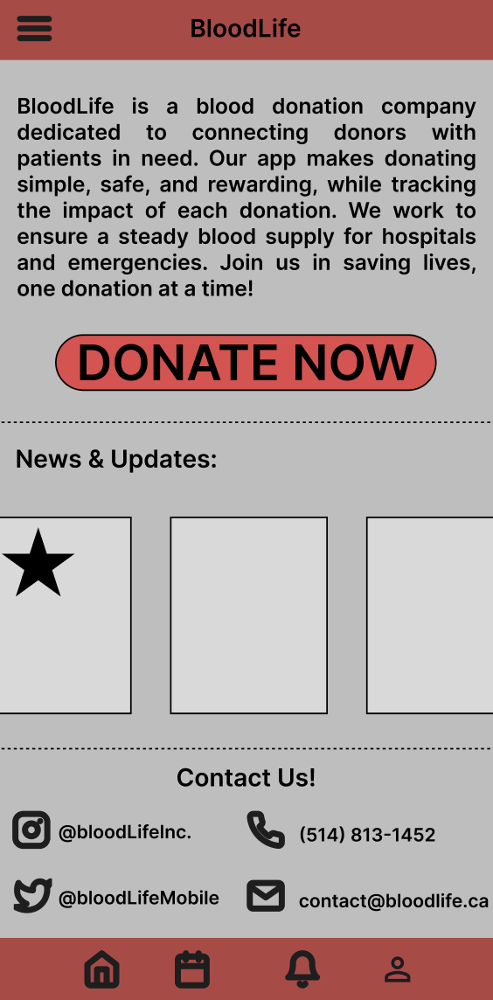 BloodLife
BloodLife is a blood donation company
dedicated to connecting donors with
patients in need. Our app makes donating
simple, safe, and rewarding, while tracking
the impact of each donation. We work to
ensure a steady blood supply for hospitals
and emergencies. Join us in saving lives,
one donation at a time!
DONATE NOW
News & Updates:
Contact Us!
@bloodLifeInc.
(514) 813-1452
@bloodLifeMobile
contact@bloodlife.ca